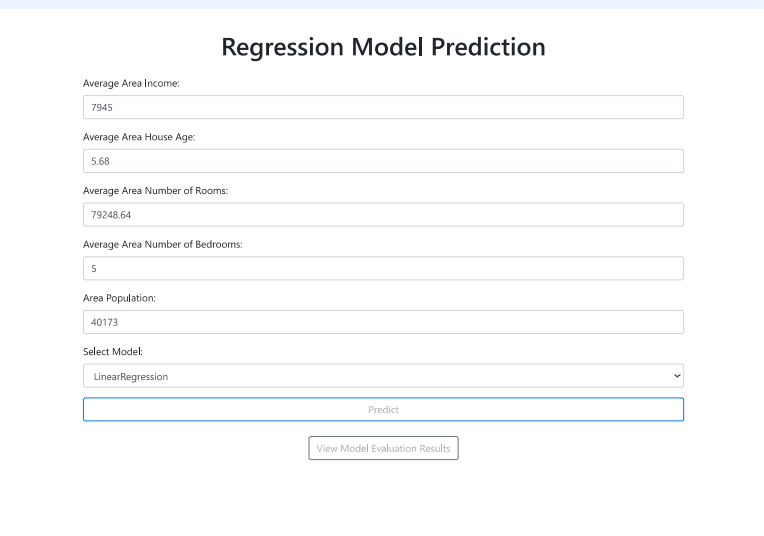 Regression Model Prediction
Average Area Income:
7945
Average Area House Age:
5.68
Average Area Number of Rooms:
79248.64
Average Area Number of Bedrooms:
5
Area Population:
40173
Select Model:
LinearRegression
Predict
View Model Evaluation Results